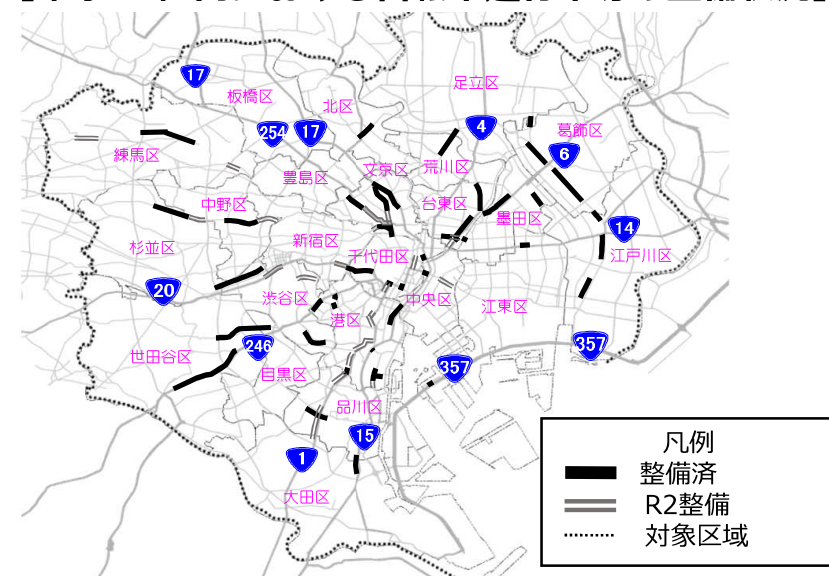 17
板橋区
北区
足立区
254
17
4
葛飾区
練馬区
豊島区
文京区
荒川区
6
中野区
台東区
墨田区
杉並区
新宿区
千代田区
14
江戸川区
20
渋谷区
港区
中央区
江東区
世田谷区
246
目黒区
357
357
品川区
15
1
大田区
凡例
整備済
R2整備
対象区域